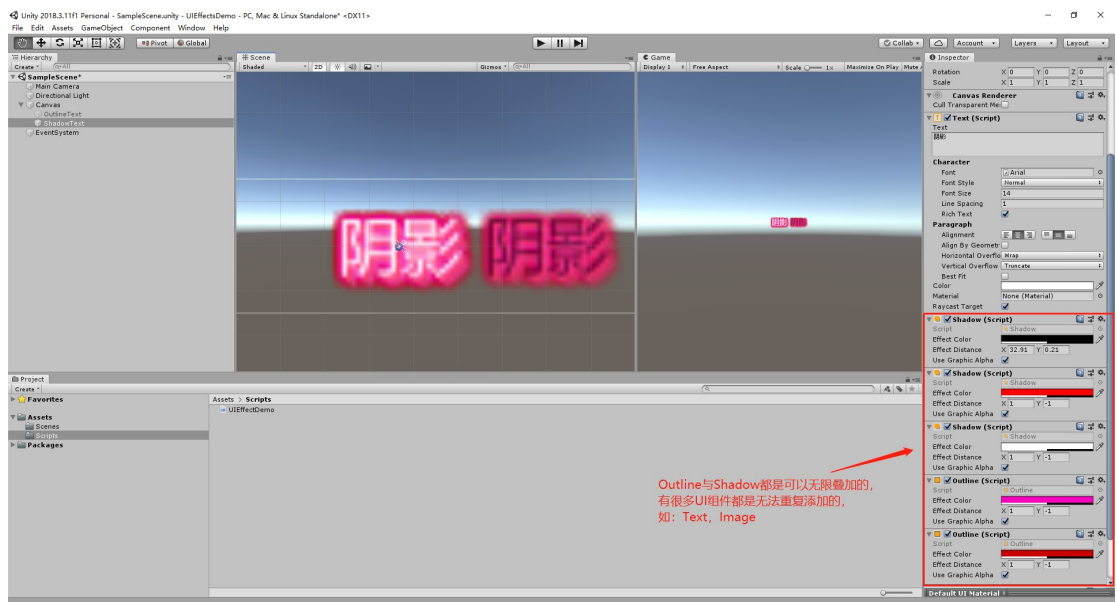 Unity 2018.3.11f1 Personal - SampleScene.unity - UIEffectsDemo - PC, Mac & Linux Standalone* <DX11>
File Edit Assets GameObject Component Window Help
Pivot Global Collab Account Layers Layout
Hierarchy
Create All
SampleScene*
Main Camera
Directional Light
Canvas
OutlineText
ShadowText
EventSystem
Scene
Shaded 2D Gizmos All
阴影 阴影
Game
Display 1 Free Aspect Scale 1x Maximize On Play Mute A
阴影 阴影
Inspector
Rotation X 0 Y 0 Z 0
Scale X 1 Y 1 Z 1
Canvas Renderer
Cull Transparent Me
Text (Script)
Text
阴影
Character
Font Arial
Font Style Normal
Font Size 14
Line Spacing 1
Rich Text
Paragraph
Alignment
Align By Geometr
Horizontal Overflo Wrap
Vertical Overflow Truncate
Best Fit
Color
Material None (Material)
Raycast Target
Shadow (Script)
Script Shadow
Effect Color
Effect Distance X 32.91 Y 0.21
Use Graphic Alpha
Shadow (Script)
Script Shadow
Effect Color
Effect Distance X 1 Y -1
Use Graphic Alpha
Shadow (Script)
Script Shadow
Effect Color
Effect Distance X 1 Y -1
Use Graphic Alpha
Outline (Script)
Script Outline
Effect Color
Effect Distance X 1 Y -1
Use Graphic Alpha
Outline (Script)
Script Outline
Effect Color
Effect Distance X 1 Y -1
Use Graphic Alpha
Default UI Material
Project
Create
Favorites
Assets
Scenes
Scripts
Packages
Assets > Scripts
UIEffectDemo
Outline与Shadow都是可以无限叠加的,
有很多UI组件都是无法重复添加的,
如：Text，Image